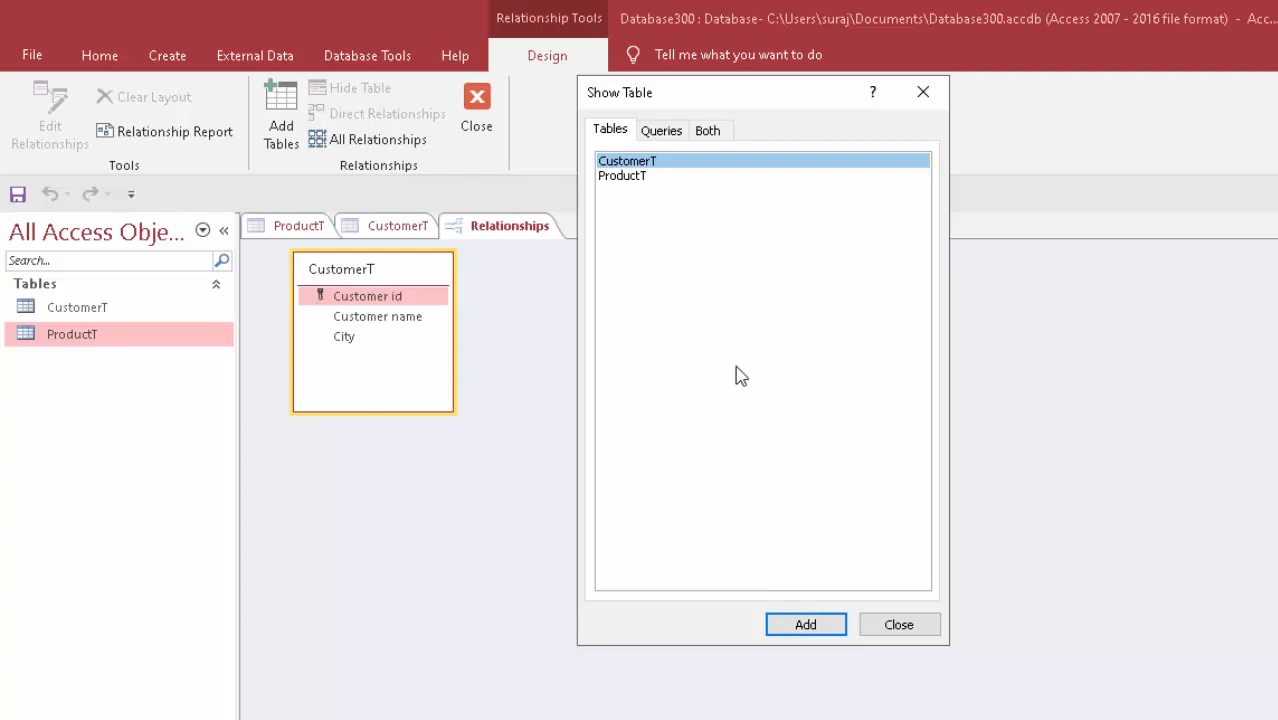 Relationship Tools
Database300 : Database- C:\Users\suraj\Documents\Database300.accdb (Access 2007 - 2016 file format) - Acc...
File Home Create External Data Database Tools Help Design Tell me what you want to do
Edit Relationships
Clear Layout
Relationship Report
Tools
Add Tables
Hide Table
Direct Relationships
All Relationships
Relationships
Close
All Access Obje... «
Search...
Tables
CustomerT
ProductT
ProductT CustomerT Relationships
CustomerT
Customer id
Customer name
City
Show Table ?
Tables Queries Both
CustomerT
ProductT
Add Close